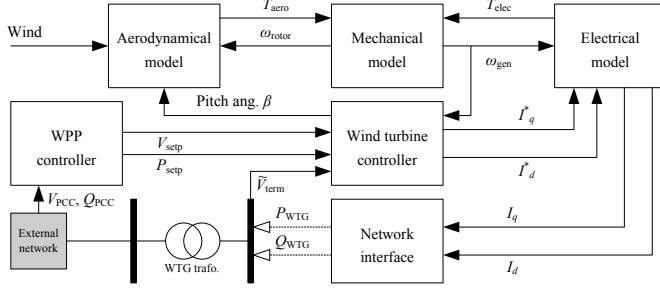 T_aero
T_elec
Wind
Aerodynamical
model
ω_rotor
Mechanical
model
ω_gen
Electrical
model
Pitch ang. β
WPP
controller
V_setp
P_setp
Wind turbine
controller
I*_q
I*_d
Ṽ_term
V_PCC, Q_PCC
External
network
WTG trafo.
P_WTG
Q_WTG
Network
interface
I_q
I_d